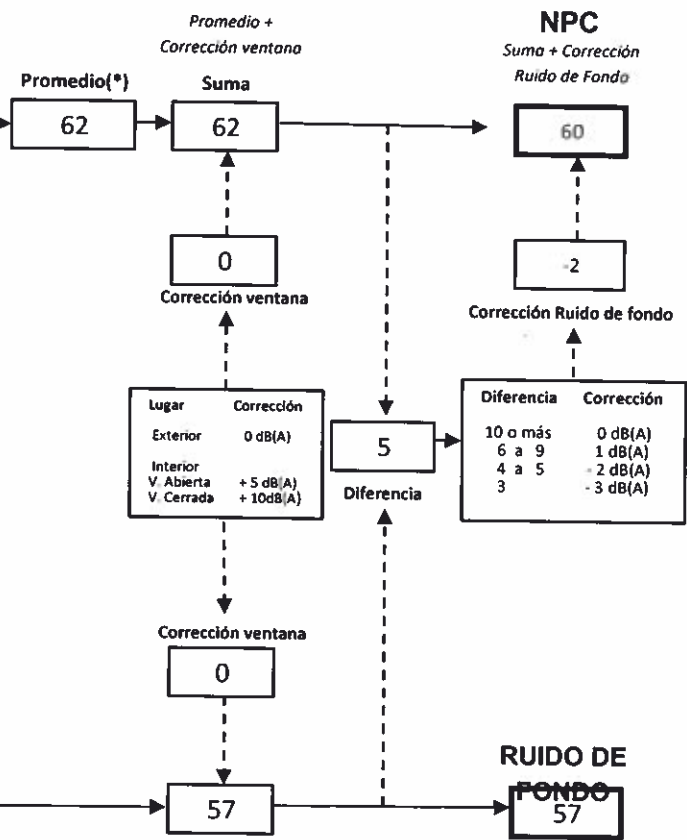 Promedio +
Corrección ventana
NPC
Suma + Corrección
Ruido de Fondo
Promedio(*)
Suma
62
62
60
0
Corrección ventana
-2
Corrección Ruido de fondo
Lugar Corrección
Exterior 0 dB(A)
Interior
V. Abierta + 5 dB(A)
V. Cerrada + 10dB(A)
5
Diferencia
Diferencia Corrección
10 o más 0 dB(A)
6 a 9 1 dB(A)
4 a 5 - 2 dB(A)
3 - 3 dB(A)
Corrección ventana
0
57
RUIDO DE
FONDO
57